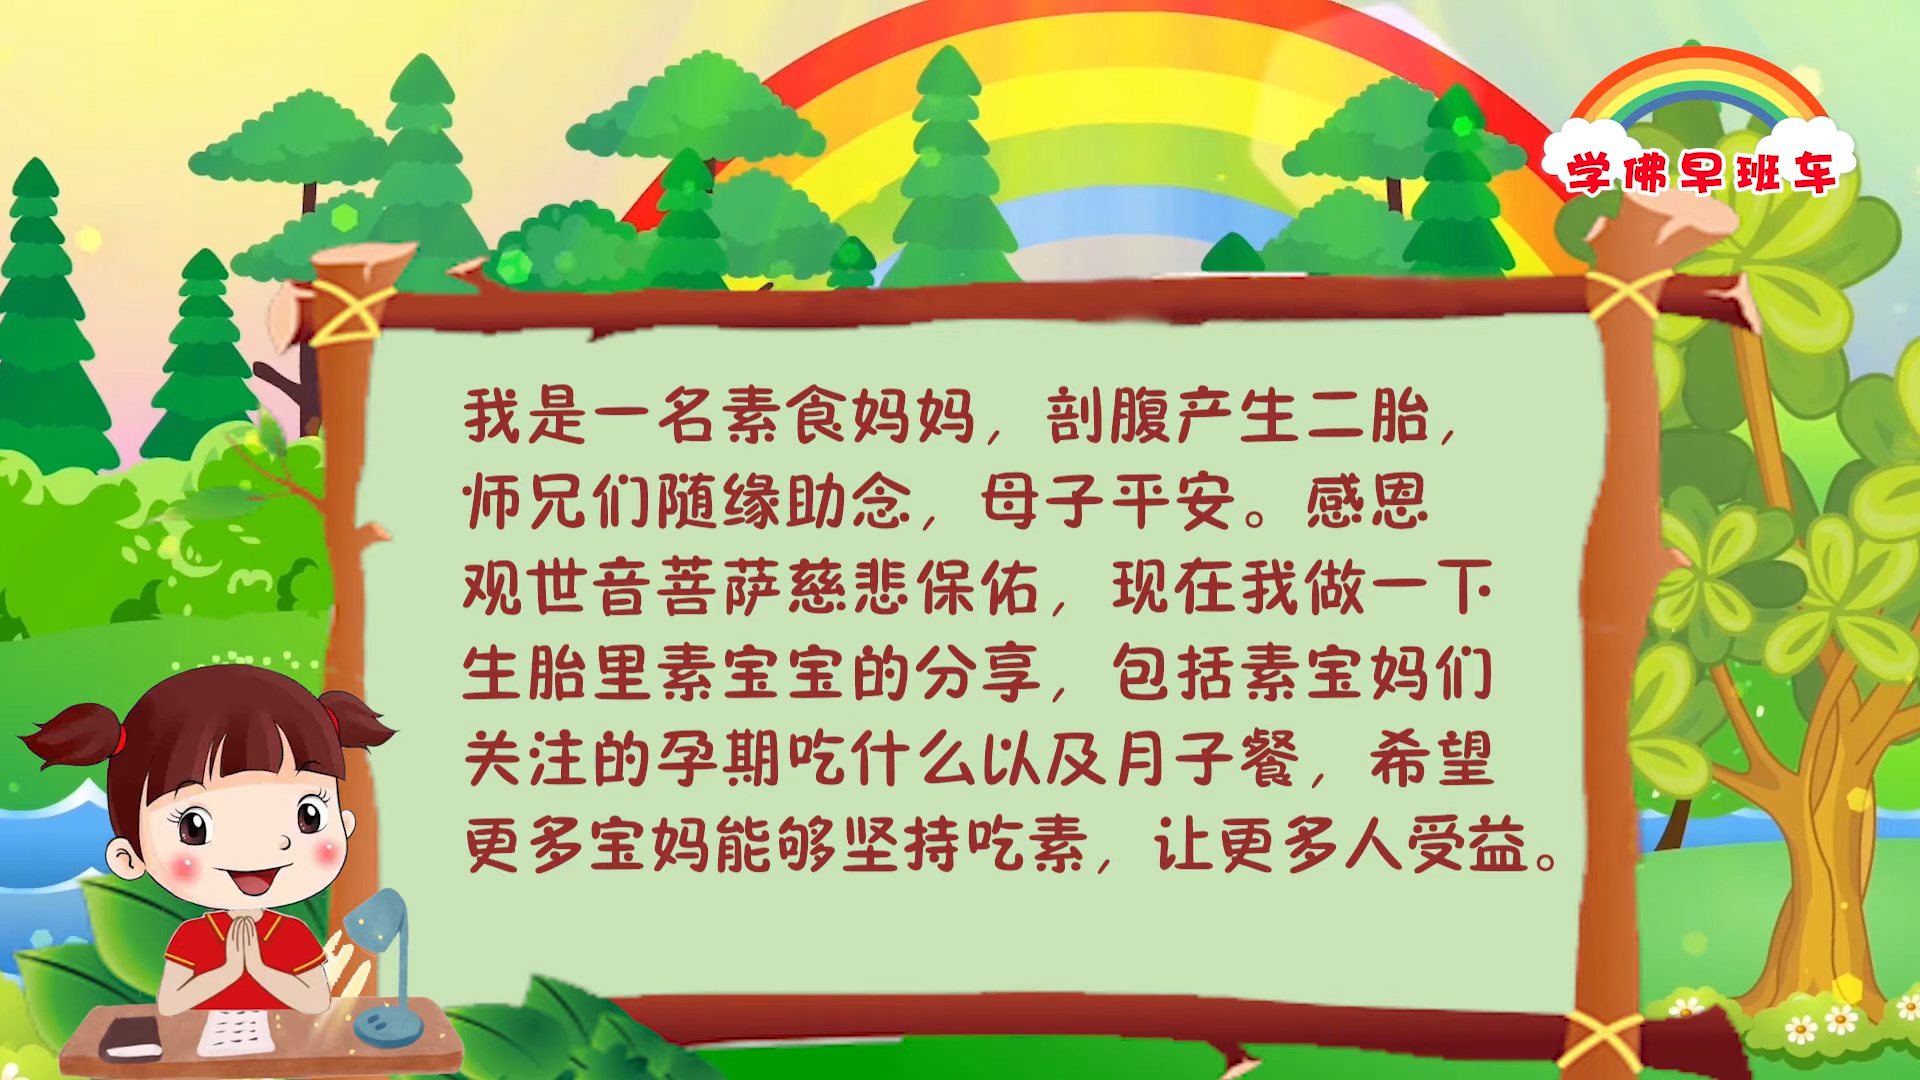 学佛早班车
我是一名素食妈妈，剖腹产生二胎，
师兄们随缘助念，母子平安。感恩
观世音菩萨慈悲保佑，现在我做一下
生胎里素宝宝的分享，包括素宝妈们
关注的孕期吃什么以及月子餐，希望
更多宝妈能够坚持吃素，让更多人受益。